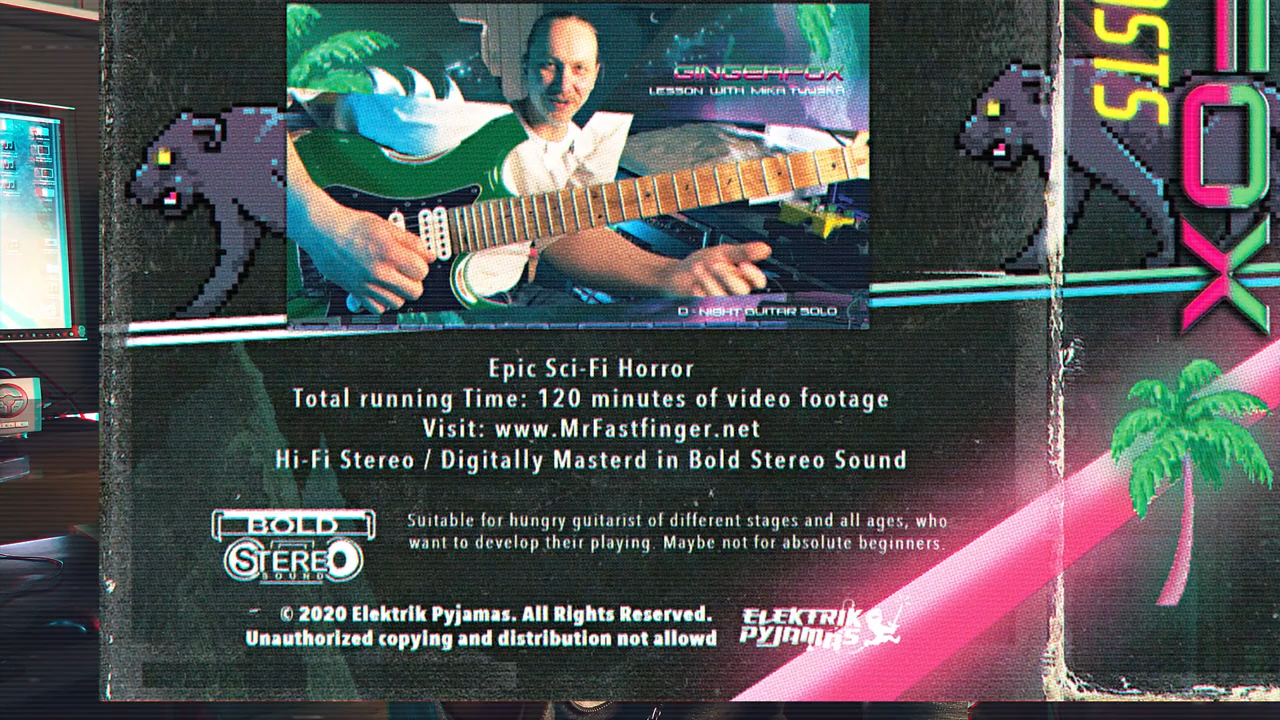 GINGERFOX
LESSON WITH MIKA TYYSKÄ
D - NIGHT GUITAR SOLO
Epic Sci-Fi Horror
Total running Time: 120 minutes of video footage
Visit: www.MrFastfinger.net
Hi-Fi Stereo / Digitally Masterd in Bold Stereo Sound
BOLD
STEREO
SOUND
Suitable for hungry guitarist of different stages and all ages, who
want to develop their playing. Maybe not for absolute beginners.
© 2020 Elektrik Pyjamas. All Rights Reserved.
Unauthorized copying and distribution not allowd
ELEKTRIK
PYJAMAS